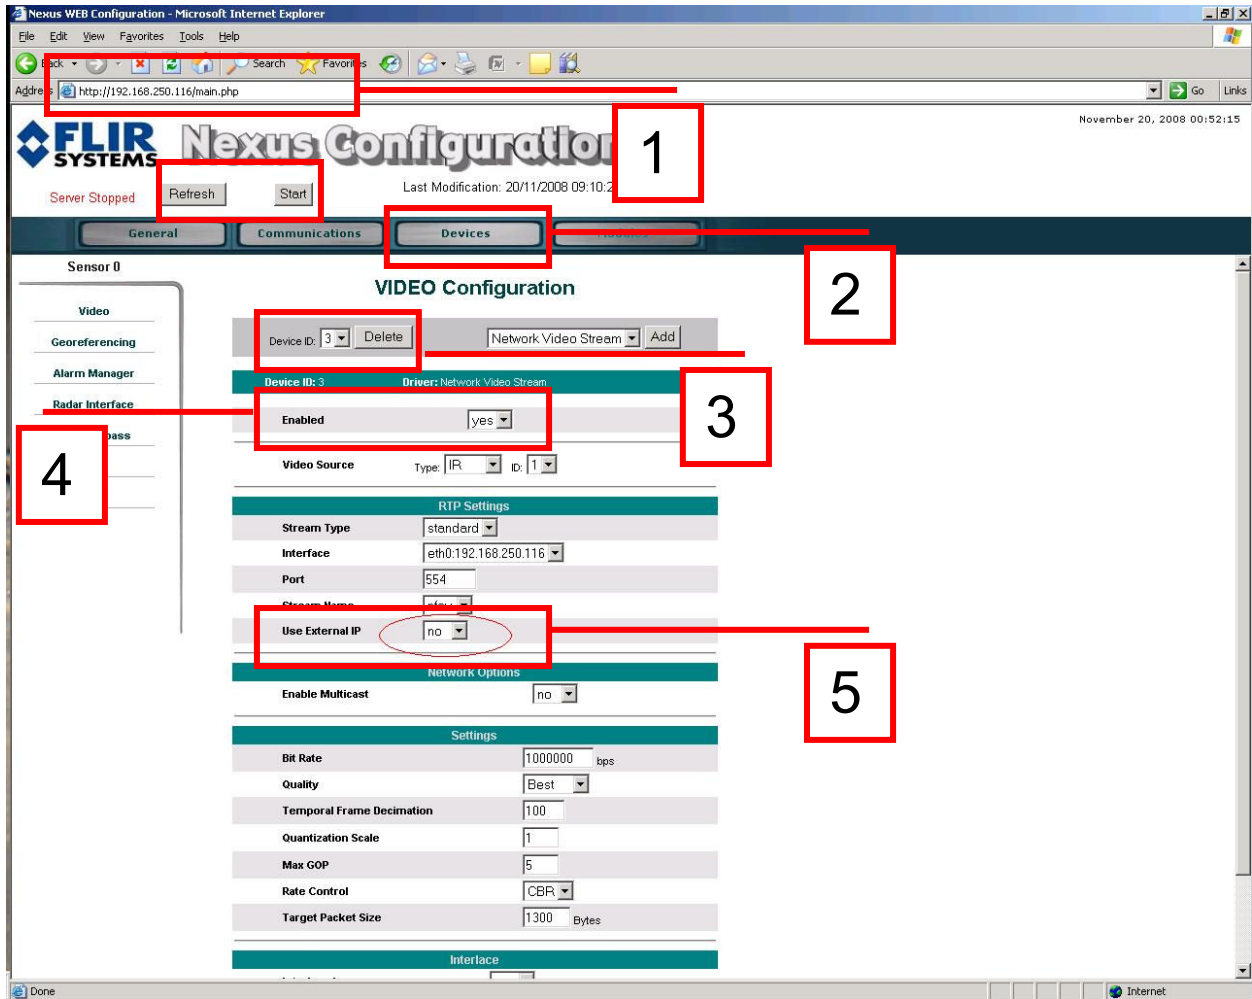 Nexus WEB Configuration - Microsoft Internet Explorer
File Edit View Favorites Tools Help
Back Search Favorites
Address http://192.168.250.116/main.php Go Links
November 20, 2008 00:52:15
FLIR SYSTEMS Nexus Configuration
1
Server Stopped Refresh Start Last Modification: 20/11/2008 09:10:2
General Communications Devices
2
Sensor 0
Video
Georeferencing
Alarm Manager
Radar Interface
VIDEO Configuration
Device ID: 3 Delete Network Video Stream Add
Device ID: 3 Driver: Network Video Stream
3
Enabled yes
4
Video Source Type: IR ID: 1
RTP Settings
Stream Type standard
Interface eth0:192.168.250.116
Port 554
Stream Name
Use External IP no
5
Network Options
Enable Multicast no
Settings
Bit Rate 1000000 bps
Quality Best
Temporal Frame Decimation 100
Quantization Scale 1
Max GOP 5
Rate Control CBR
Target Packet Size 1300 Bytes
Interlace
Done Internet